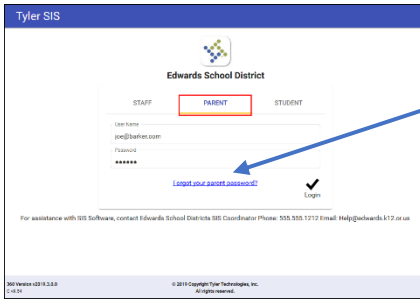 Tyler SIS
Edwards School District
STAFF PARENT STUDENT
User Name
joe@barker.com
Password
••••••
I forgot your parent password?
Login
For assistance with SIS Software, contact Edwards School Districts SIS Coordinator Phone: 555.555.1212 Email: Help@edwards.k12.or.us
360 Version v2019.3.0.0 © 2019 Copyright Tyler Technologies, Inc.
All rights reserved.